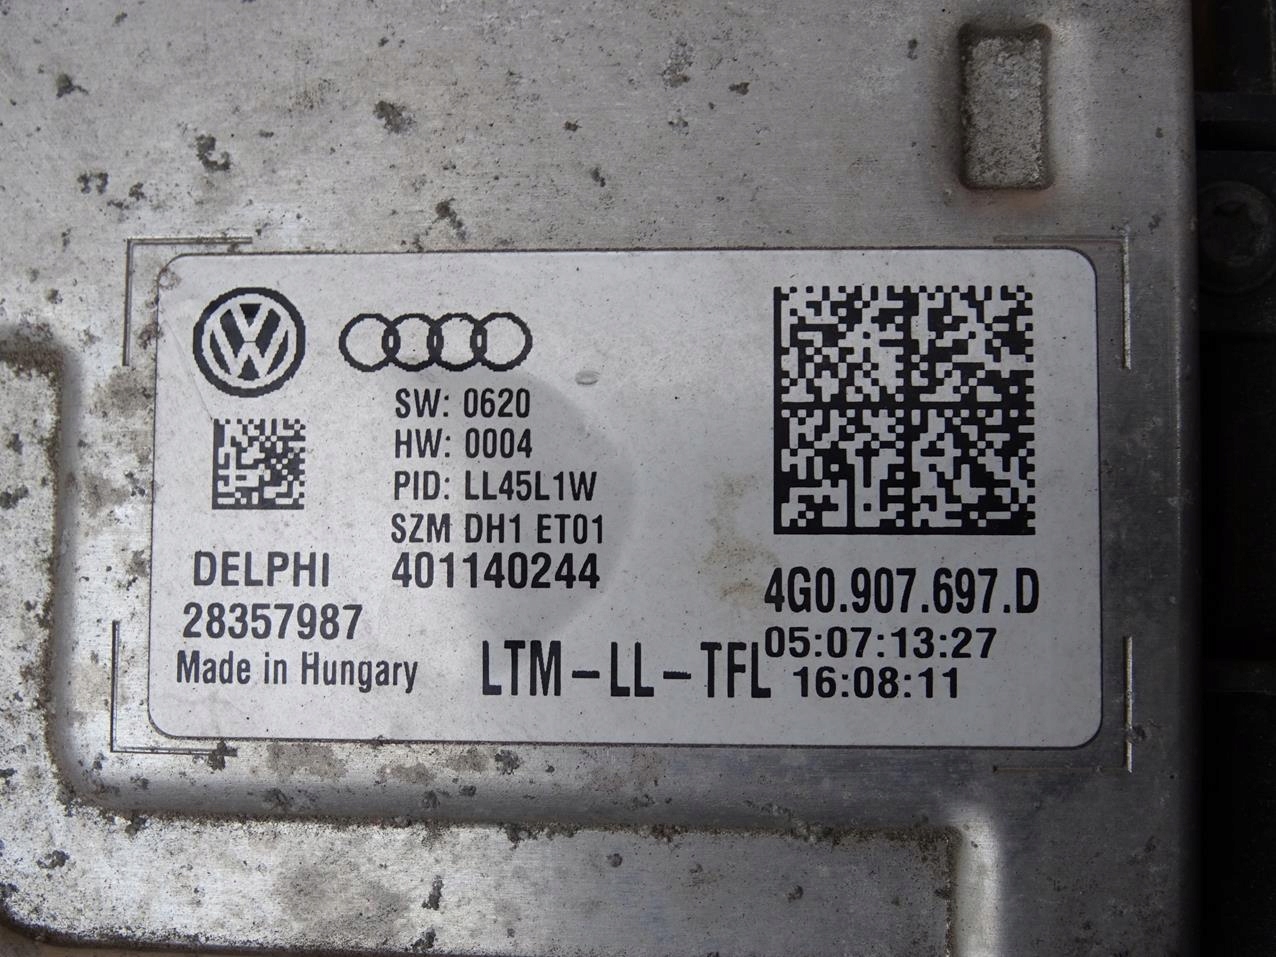 SW: 0620
HW: 0004
PID: LL45L1W
SZM DH1 ET01
401140244
DELPHI
28357987
Made in Hungary
LTM-LL-TFL
4G0.907.697.D
05:07:13:27
16:08:11